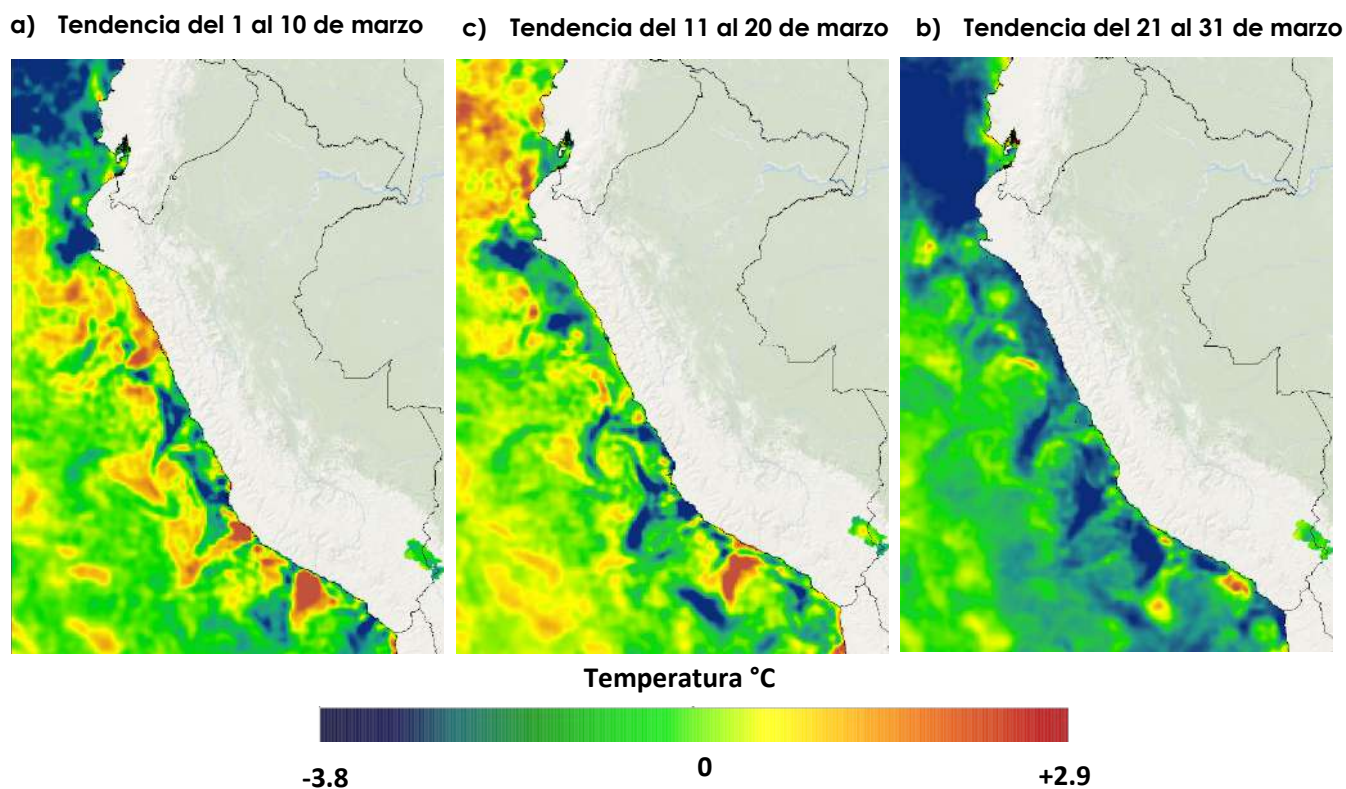 a) Tendencia del 1 al 10 de marzo
c) Tendencia del 11 al 20 de marzo
b) Tendencia del 21 al 31 de marzo
Temperatura °C
-3.8
0
+2.9